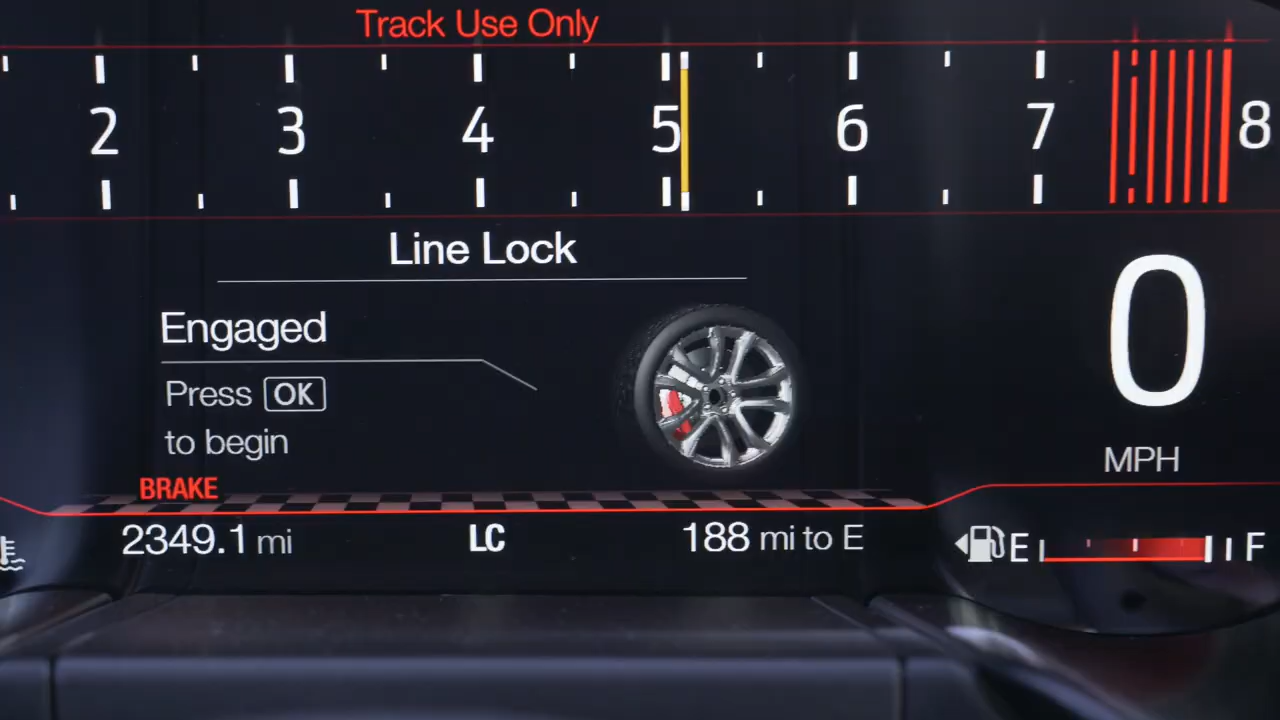 Track Use Only
2 3 4 5 6 7 8
Line Lock
Engaged
Press OK
to begin
0
MPH
BRAKE
2349.1 mi LC 188 mi to E
E F